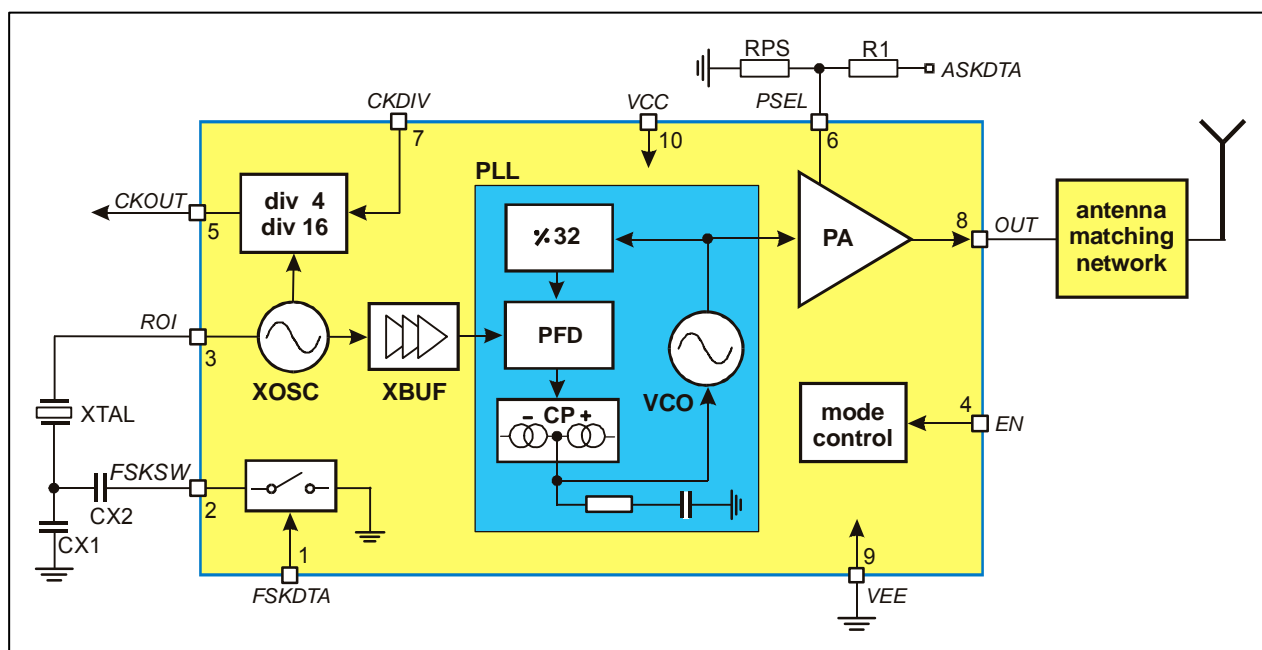 RPS
R1
ASKDTA
CKDIV
VCC
PSEL
7
10
6
PLL
CKOUT
5
div 4
div 16
٪32
PA
8
OUT
antenna
matching
network
ROI
3
PFD
XOSC
XBUF
VCO
XTAL
- CP +
mode
control
4
EN
FSKSW
2
CX2
CX1
1
9
FSKDTA
VEE